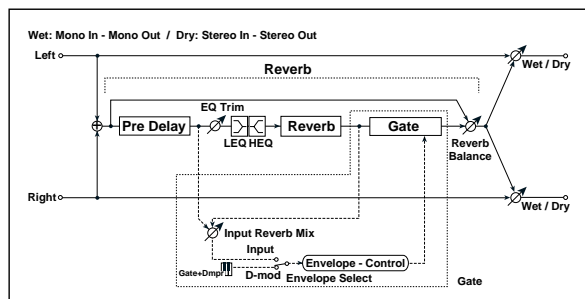 Wet: Mono In - Mono Out / Dry: Stereo In - Stereo Out
Left
Wet / Dry
Reverb
EQ Trim
Pre Delay
Reverb
Gate
LEQ HEQ
Reverb
Balance
Right
Wet / Dry
Input Reverb Mix
Input
Envelope - Control
Gate+Dmpr
D-mod
Envelope Select
Gate